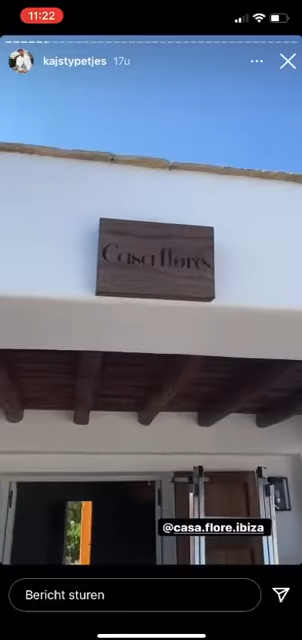 11:22
kajstypetjes 17u
Casa flores
@casa.flore.ibiza
Bericht sturen